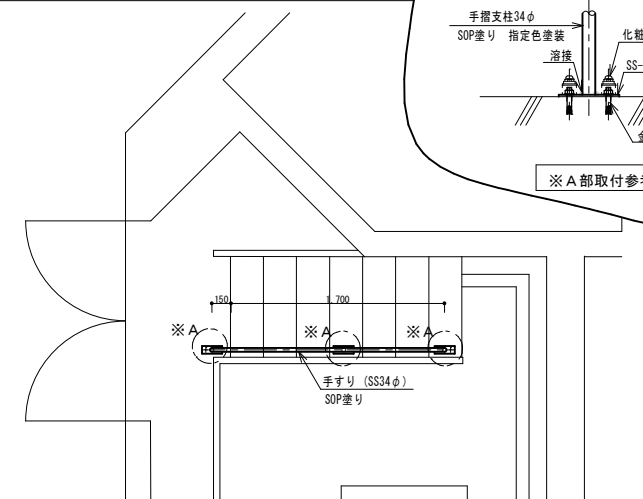 手摺支柱34φ
SOP塗り 指定色塗装
溶接
化粧
SS-
※A部取付参
150
1,700
※A
※A
※A
手すり (SS34φ)
SOP塗り